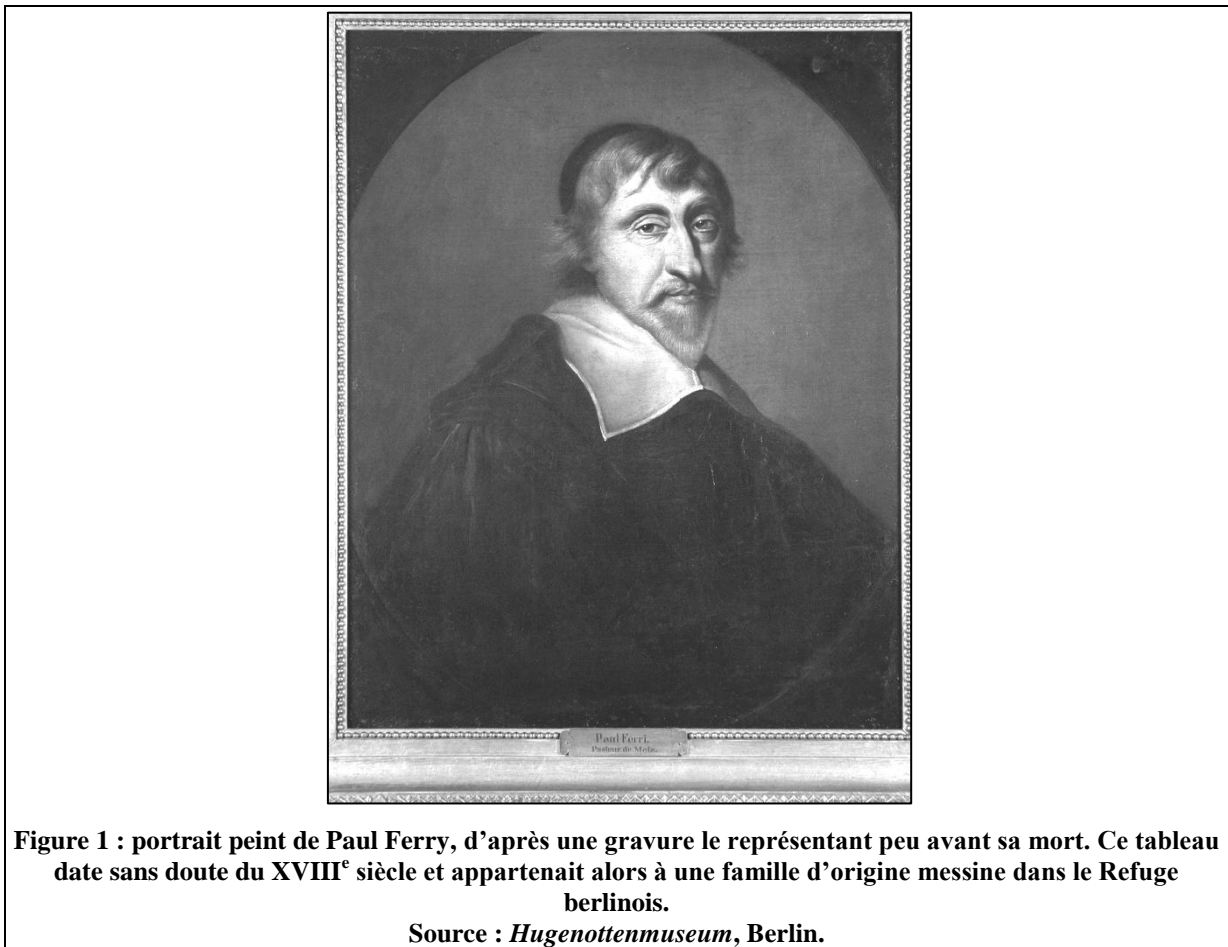 Paul Ferri.
Pasteur de Metz.
Figure 1 : portrait peint de Paul Ferry, d’après une gravure le représentant peu avant sa mort. Ce tableau
date sans doute du XVIIIe siècle et appartenait alors à une famille d’origine messine dans le Refuge
berlinois.
Source : Hugenottenmuseum, Berlin.